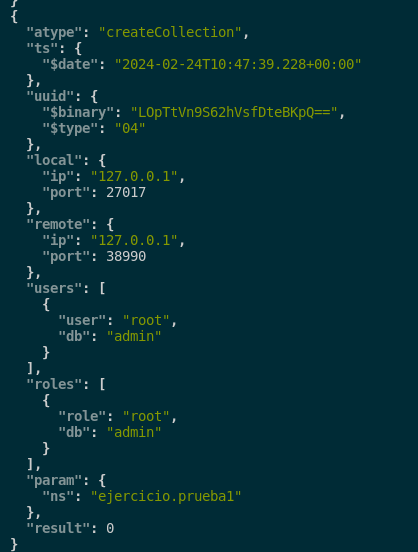 }
{
  "atype": "createCollection",
  "ts": {
    "$date": "2024-02-24T10:47:39.228+00:00"
  },
  "uuid": {
    "$binary": "LOpTtVn9S62hVsfDteBKpQ==",
    "$type": "04"
  },
  "local": {
    "ip": "127.0.0.1",
    "port": 27017
  },
  "remote": {
    "ip": "127.0.0.1",
    "port": 38990
  },
  "users": [
    {
      "user": "root",
      "db": "admin"
    }
  ],
  "roles": [
    {
      "role": "root",
      "db": "admin"
    }
  ],
  "param": {
    "ns": "ejercicio.prueba1"
  },
  "result": 0
}